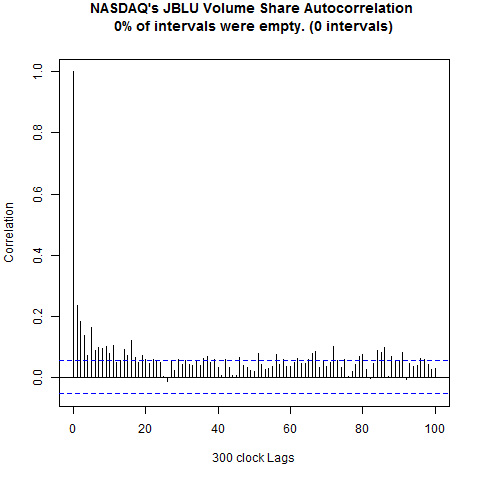 NASDAQ's JBLU Volume Share Autocorrelation
0% of intervals were empty. (0 intervals)
1.0
0.8
0.6
0.4
0.2
0.0
Correlation
0 20 40 60 80 100
300 clock Lags